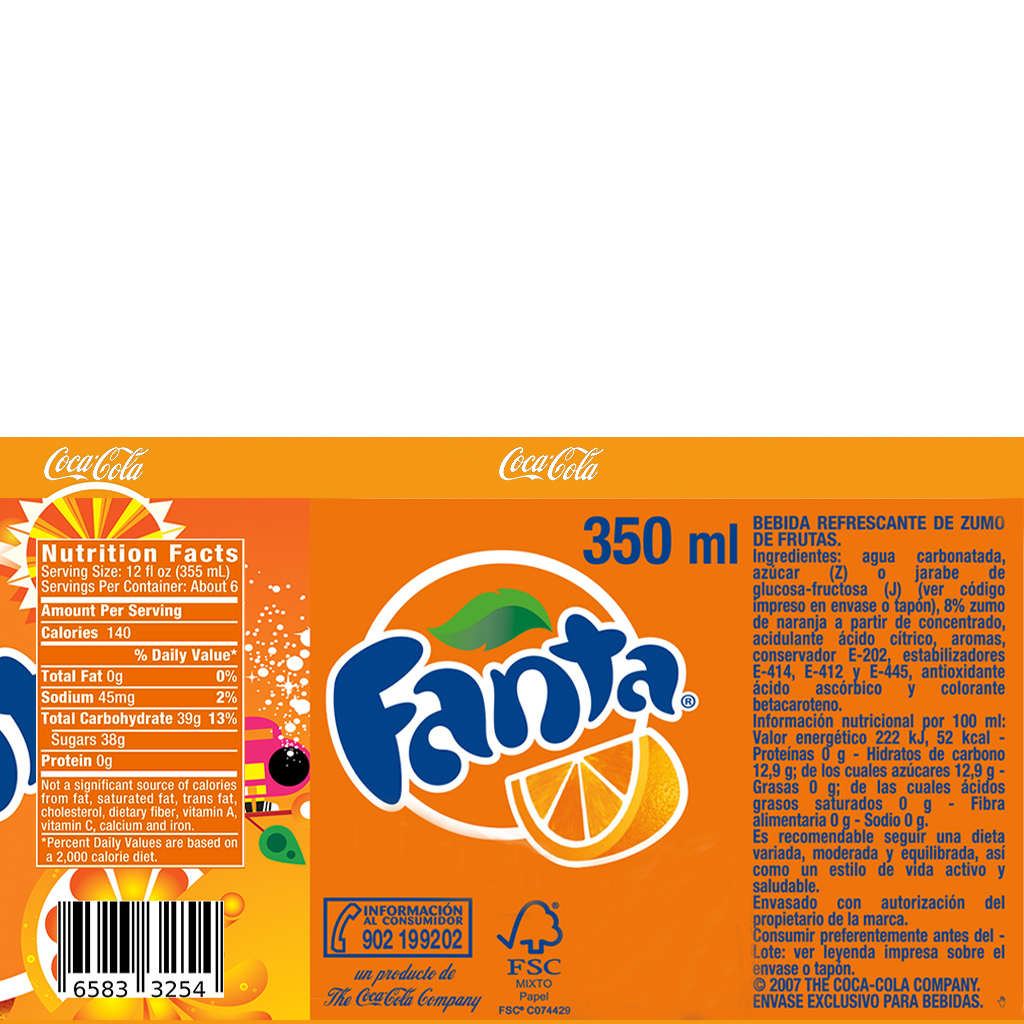 Coca-Cola
Coca-Cola
Nutrition Facts
Serving Size: 12 fl oz (355 mL)
Servings Per Container: About 6
Amount Per Serving
Calories 140
% Daily Value*
Total Fat 0g 0%
Sodium 45mg 2%
Total Carbohydrate 39g 13%
Sugars 38g
Protein 0g
Not a significant source of calories
from fat, saturated fat, trans fat,
cholesterol, dietary fiber, vitamin A,
vitamin C, calcium and iron.
*Percent Daily Values are based on
a 2,000 calorie diet.
6583 3254
350 ml
Fanta®
INFORMACIÓN
AL CONSUMIDOR
902 199202
un producto de
The Coca-Cola Company
®
FSC
MIXTO
Papel
FSC® C074429
BEBIDA REFRESCANTE DE ZUMO
DE FRUTAS.
Ingredientes: agua carbonatada,
azúcar (Z) o jarabe de
glucosa-fructosa (J) (ver código
impreso en envase o tapón), 8% zumo
de naranja a partir de concentrado,
acidulante ácido cítrico, aromas,
conservador E-202, estabilizadores
E-414, E-412 y E-445, antioxidante
ácido ascórbico y colorante
betacaroteno.
Información nutricional por 100 ml:
Valor energético 222 kJ, 52 kcal -
Proteínas 0 g - Hidratos de carbono
12,9 g; de los cuales azúcares 12,9 g -
Grasas 0 g; de las cuales ácidos
grasos saturados 0 g - Fibra
alimentaria 0 g - Sodio 0 g.
Es recomendable seguir una dieta
variada, moderada y equilibrada, así
como un estilo de vida activo y
saludable.
Envasado con autorización del
propietario de la marca.
Consumir preferentemente antes del -
Lote: ver leyenda impresa sobre el
envase o tapón.
© 2007 THE COCA-COLA COMPANY.
ENVASE EXCLUSIVO PARA BEBIDAS.